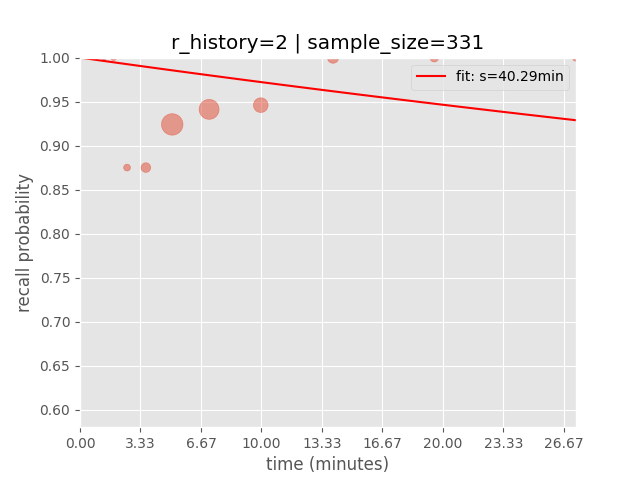 r_history=2 | sample_size=331
fit: s=40.29min
1.00
0.95
0.90
0.85
0.80
0.75
0.70
0.65
0.60
recall probability
0.00 3.33 6.67 10.00 13.33 16.67 20.00 23.33 26.67
time (minutes)